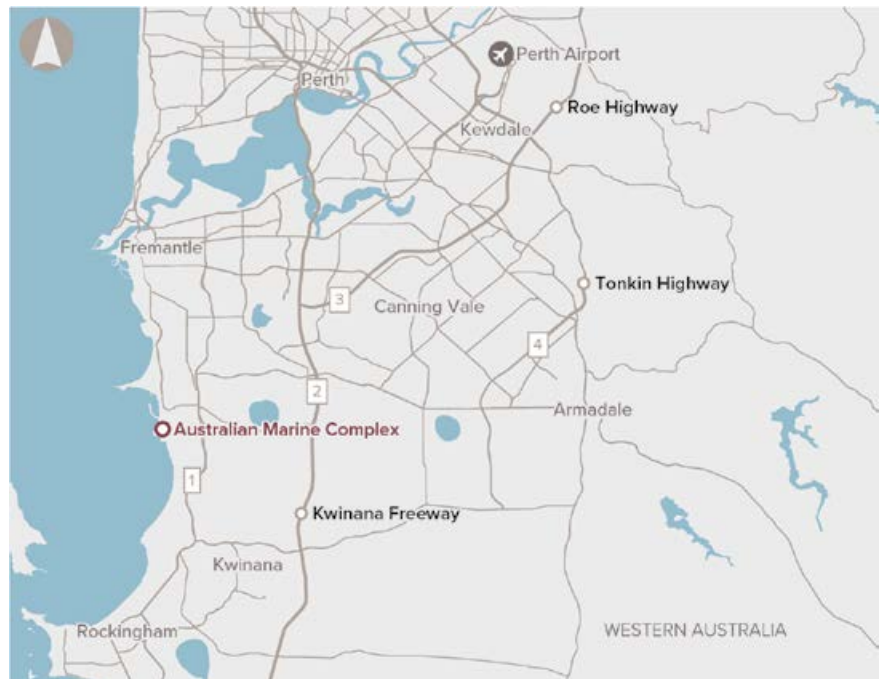 Perth Airport
Perth
Roe Highway
Kewdale
Fremantle
Tonkin Highway
3
Canning Vale
4
2
Armadale
Australian Marine Complex
1
Kwinana Freeway
Kwinana
Rockingham
WESTERN AUSTRALIA